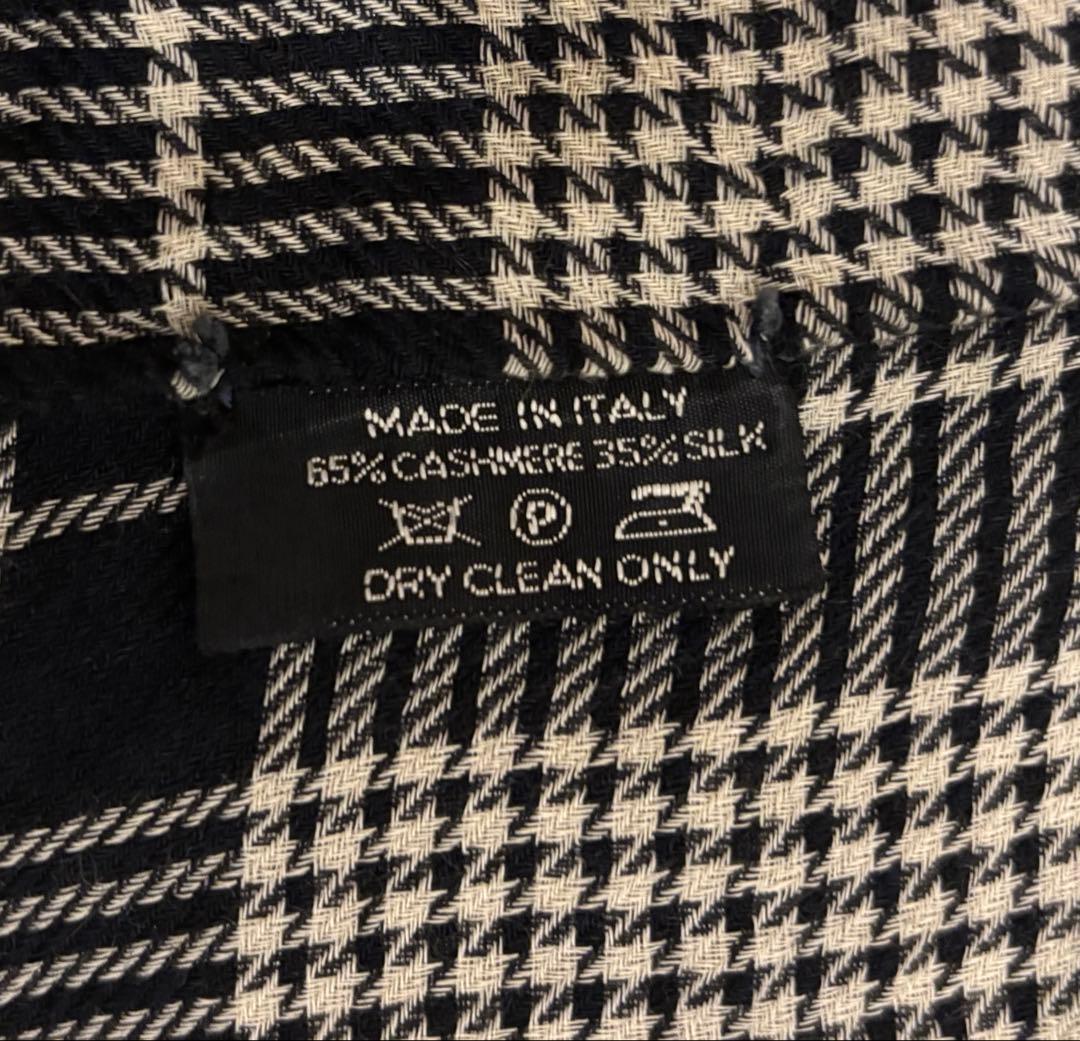 MADE IN ITALY
65% CASHMERE 35% SILK
P
DRY CLEAN ONLY